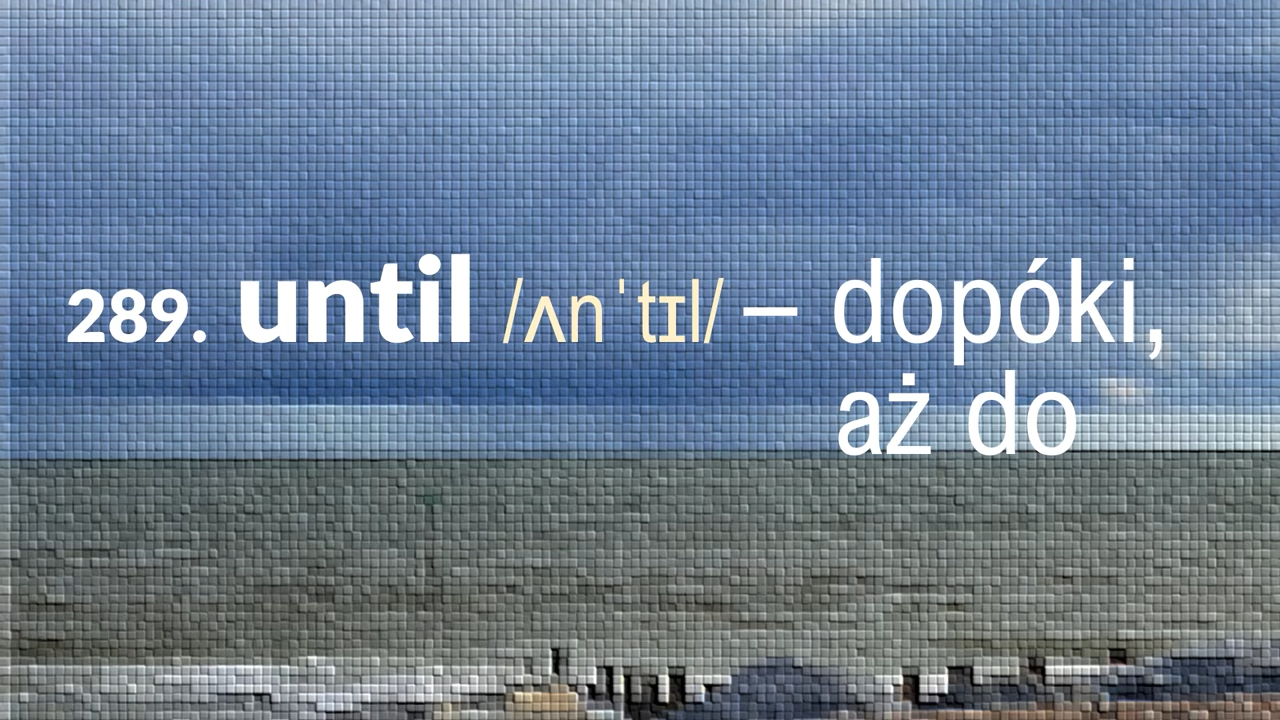 289. until /ʌnˈtɪl/ – dopóki,
aż do